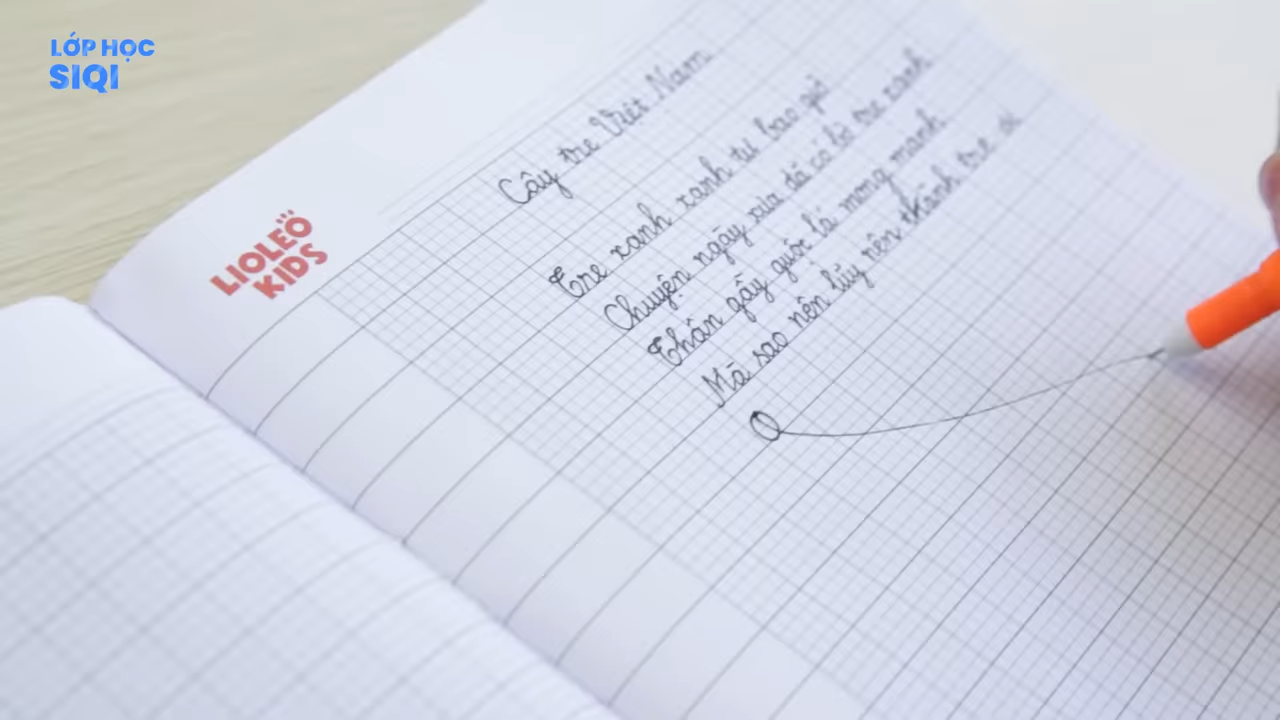 LỚP HỌC
SIQI
LIOLEO
KIDS
Cây tre Việt Nam
Tre xanh xanh tự bao giờ
Chuyện ngày xưa đã có bờ tre xanh
Thân gầy guộc lá mong manh
Mà sao nên lũy nên thành tre ơi
O